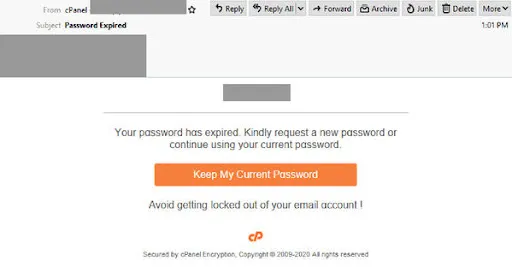 From cPanel
Reply Reply All Forward Archive Junk Delete More
Subject Password Expired 1:01 PM
Your password has expired. Kindly request a new password or
continue using your current password.
Keep My Current Password
Avoid getting locked out of your email account !
cP
Secured by cPanel Encryption, Copyright © 2009-2020 All rights reserved